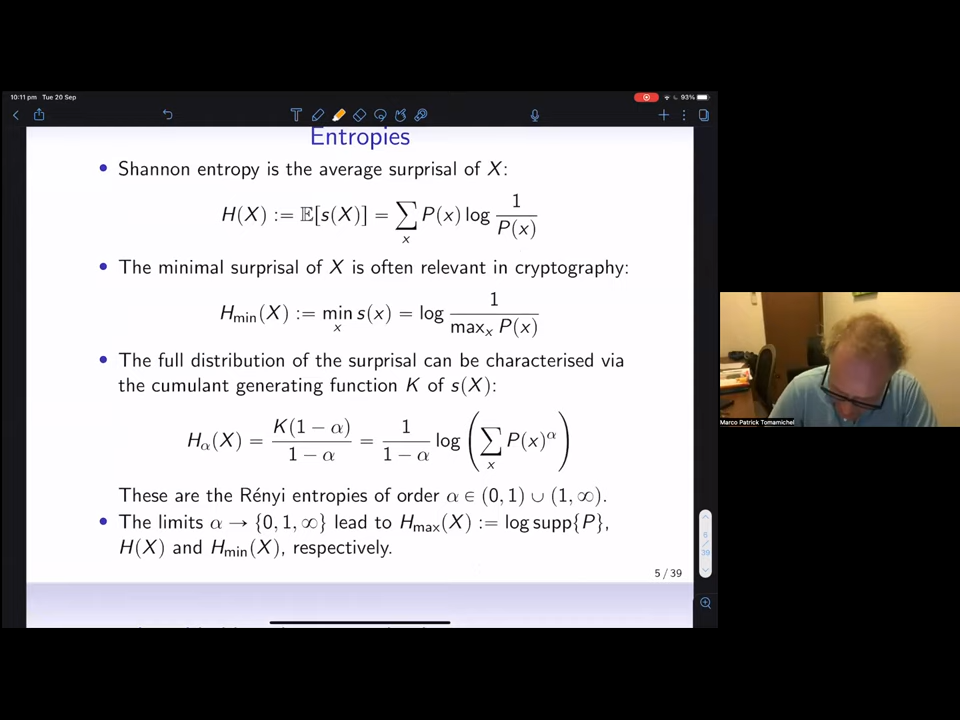 10:11 pm Tue 20 Sep
93%
Entropies
• Shannon entropy is the average surprisal of X:
H(X) := 𝔼[s(X)] = ∑_x P(x) log 1/P(x)
• The minimal surprisal of X is often relevant in cryptography:
H_min(X) := min_x s(x) = log 1/max_x P(x)
• The full distribution of the surprisal can be characterised via
the cumulant generating function K of s(X):
H_α(X) = K(1 − α)/(1 − α) = 1/(1 − α) log (∑_x P(x)^α)
These are the Rényi entropies of order α ∈ (0, 1) ∪ (1, ∞).
• The limits α → {0, 1, ∞} lead to H_max(X) := log supp{P},
H(X) and H_min(X), respectively.
5 / 39
6
/
39
Marco Patrick Tomamichel